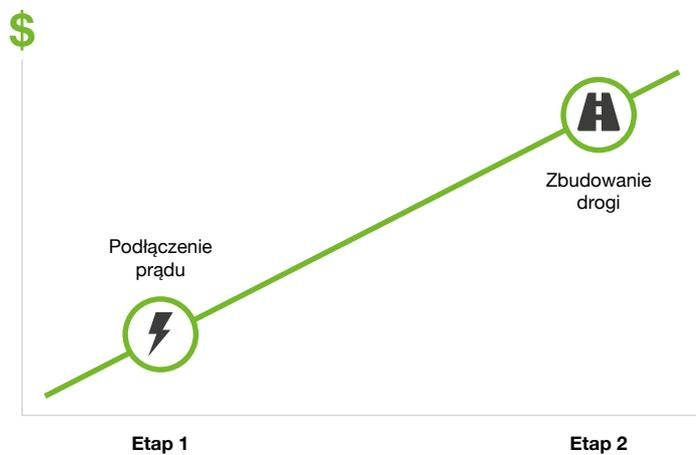 $
Zbudowanie
drogi
Podłączenie
prądu
Etap 1
Etap 2